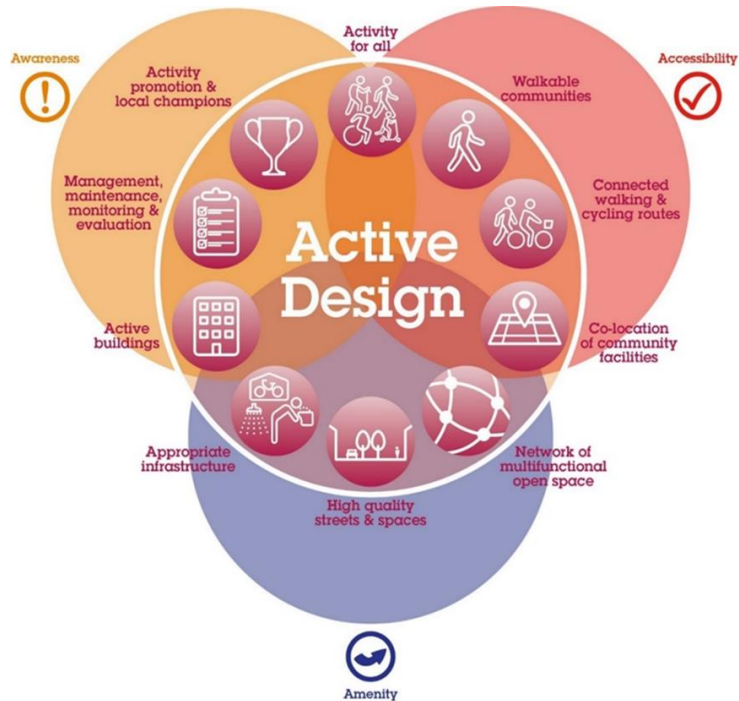 Activity
for all
Awareness
Accessibility
Activity
promotion &
local champions
Walkable
communities
Management,
maintenance,
monitoring &
evaluation
Connected
walking &
cycling routes
Active
Design
Active
buildings
Co-location
of community
facilities
Appropriate
infrastructure
Network of
multifunctional
open space
High quality
streets & spaces
Amenity